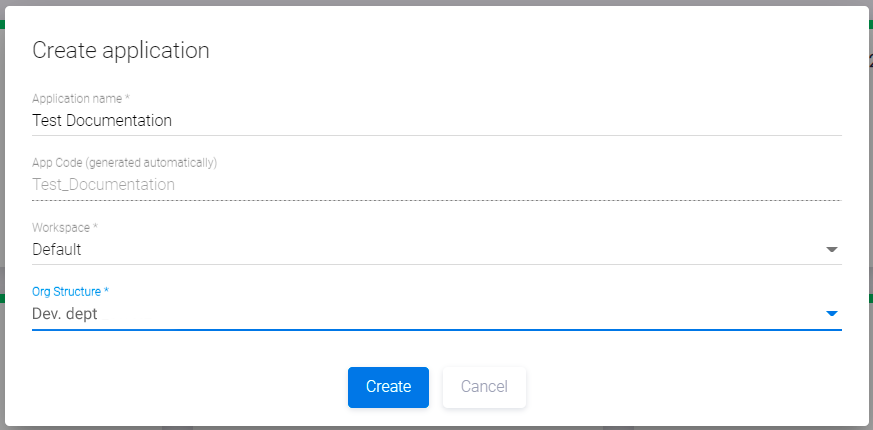 Create application
Application name *
Test Documentation
App Code (generated automatically)
Test_Documentation
Workspace *
Default
Org Structure *
Dev. dept
Create
Cancel